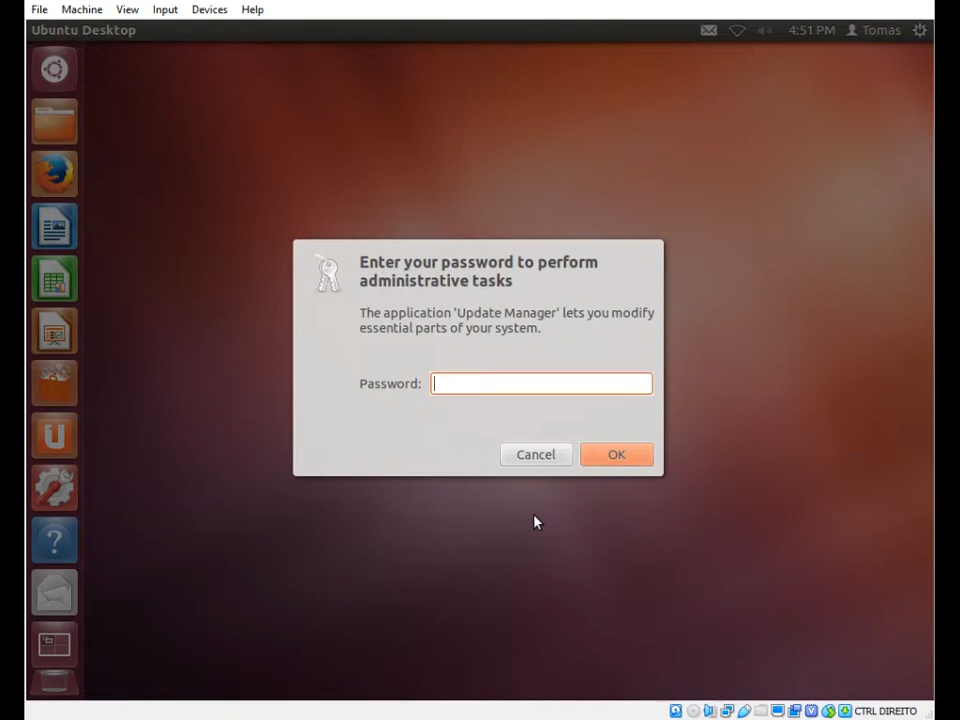 File Machine View Input Devices Help
Ubuntu Desktop 4:51 PM Tomas
Enter your password to perform
administrative tasks
The application 'Update Manager' lets you modify
essential parts of your system.
Password:
Cancel OK
CTRL DIREITO